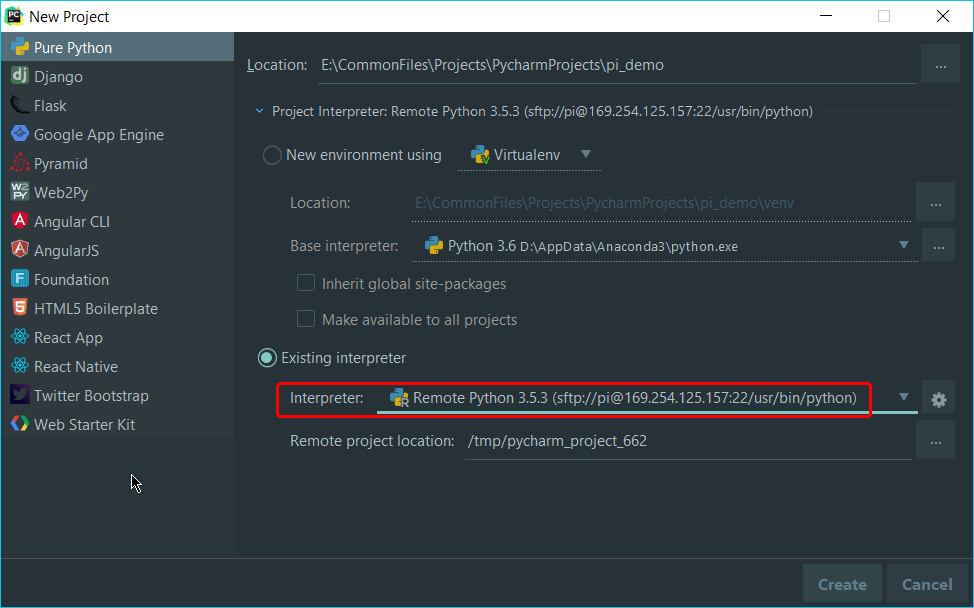 New Project
Pure Python
Django
Flask
Google App Engine
Pyramid
Web2Py
Angular CLI
AngularJS
Foundation
HTML5 Boilerplate
React App
React Native
Twitter Bootstrap
Web Starter Kit
Location: E:\CommonFiles\Projects\PycharmProjects\pi_demo ...
Project Interpreter: Remote Python 3.5.3 (sftp://pi@169.254.125.157:22/usr/bin/python)
New environment using Virtualenv
Location: E:\CommonFiles\Projects\PycharmProjects\pi_demo\venv ...
Base interpreter: Python 3.6 D:\AppData\Anaconda3\python.exe ...
Inherit global site-packages
Make available to all projects
Existing interpreter
Interpreter: Remote Python 3.5.3 (sftp://pi@169.254.125.157:22/usr/bin/python)
Remote project location: /tmp/pycharm_project_662 ...
Create Cancel